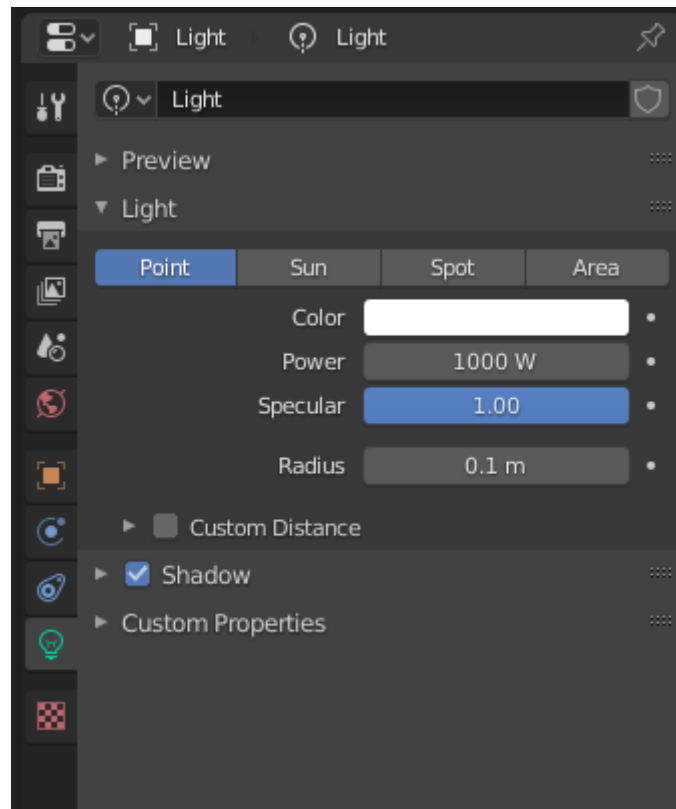 Light Light
Light
Preview
Light
Point Sun Spot Area
Color
Power 1000 W
Specular 1.00
Radius 0.1 m
Custom Distance
Shadow
Custom Properties